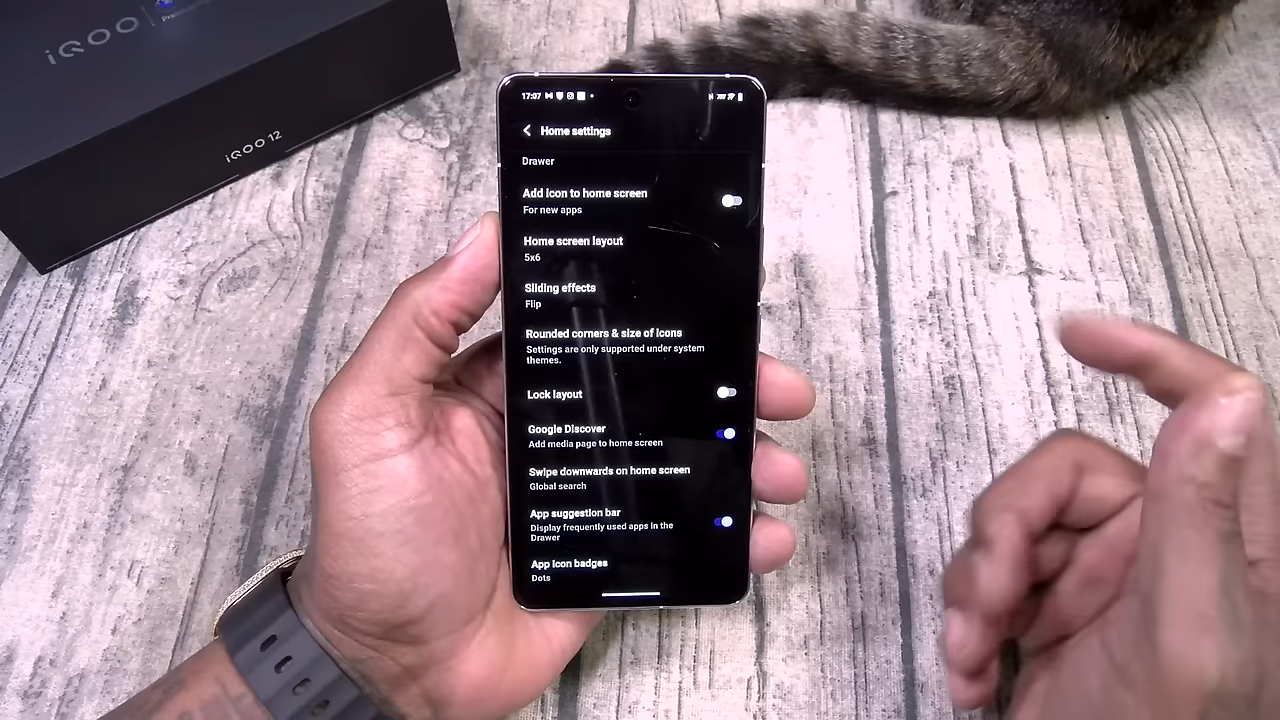 iQOO
iQOO 12
17:07
Home settings
Drawer
Add icon to home screen
For new apps
Home screen layout
5x6
Sliding effects
Flip
Rounded corners & size of icons
Settings are only supported under system
themes.
Lock layout
Google Discover
Add media page to home screen
Swipe downwards on home screen
Global search
App suggestion bar
Display frequently used apps in the
Drawer
App icon badges
Dots